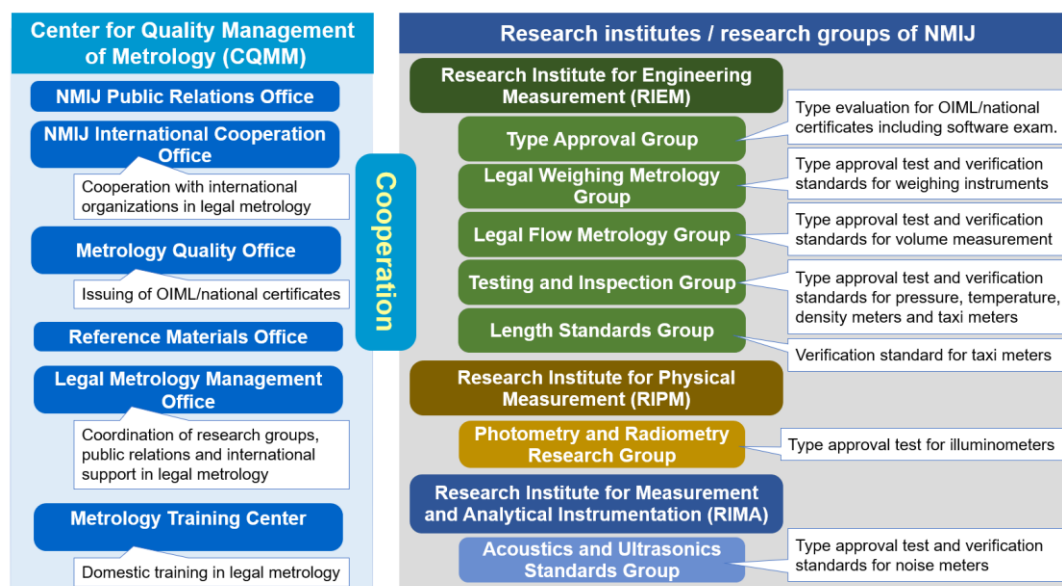 Center for Quality Management
of Metrology (CQMM)
NMIJ Public Relations Office
NMIJ International Cooperation
Office
Cooperation with international
organizations in legal metrology
Metrology Quality Office
Issuing of OIML/national certificates
Reference Materials Office
Legal Metrology Management
Office
Coordination of research groups,
public relations and international
support in legal metrology
Metrology Training Center
Domestic training in legal metrology
Cooperation
Research institutes / research groups of NMIJ
Research Institute for Engineering
Measurement (RIEM)
Type Approval Group
Type evaluation for OIML/national
certificates including software exam.
Legal Weighing Metrology
Group
Type approval test and verification
standards for weighing instruments
Legal Flow Metrology Group
Type approval test and verification
standards for volume measurement
Testing and Inspection Group
Type approval test and verification
standards for pressure, temperature,
density meters and taxi meters
Length Standards Group
Verification standard for taxi meters
Research Institute for Physical
Measurement (RIPM)
Photometry and Radiometry
Research Group
Type approval test for illuminometers
Research Institute for Measurement
and Analytical Instrumentation (RIMA)
Acoustics and Ultrasonics
Standards Group
Type approval test and verification
standards for noise meters